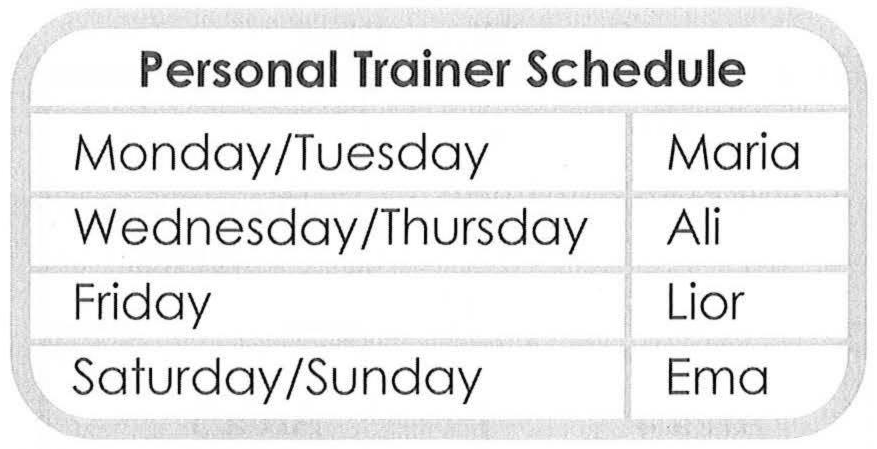 Personal Trainer Schedule
Monday/Tuesday Maria
Wednesday/Thursday Ali
Friday Lior
Saturday/Sunday Ema